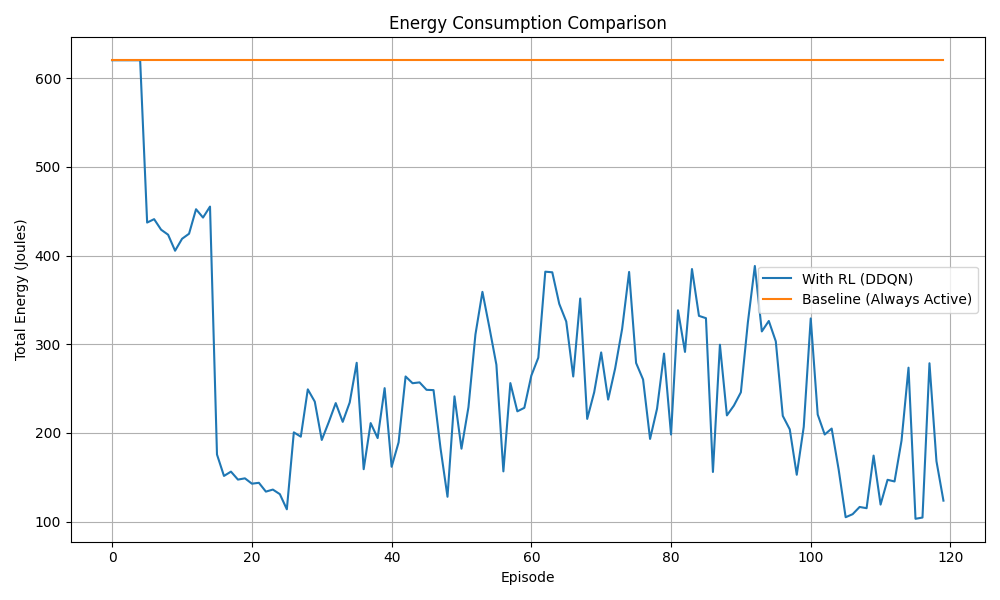 Energy Consumption Comparison
Total Energy (Joules)
600
500
400
300
200
100
With RL (DDQN)
Baseline (Always Active)
0 20 40 60 80 100 120
Episode